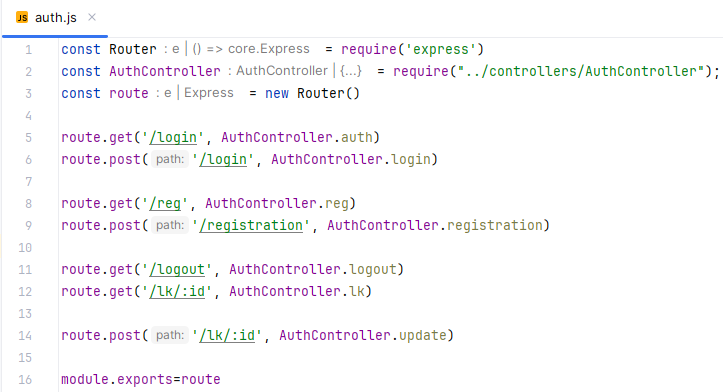 JS auth.js ×
1 const Router : e | () => core.Express = require('express')
2 const AuthController : AuthController | {...} = require("../controllers/AuthController");
3 const route : e | Express = new Router()
4
5 route.get('/login', AuthController.auth)
6 route.post( path: '/login', AuthController.login)
7
8 route.get('/reg', AuthController.reg)
9 route.post( path: '/registration', AuthController.registration)
10
11 route.get('/logout', AuthController.logout)
12 route.get('/lk/:id', AuthController.lk)
13
14 route.post( path: '/lk/:id', AuthController.update)
15
16 module.exports=route